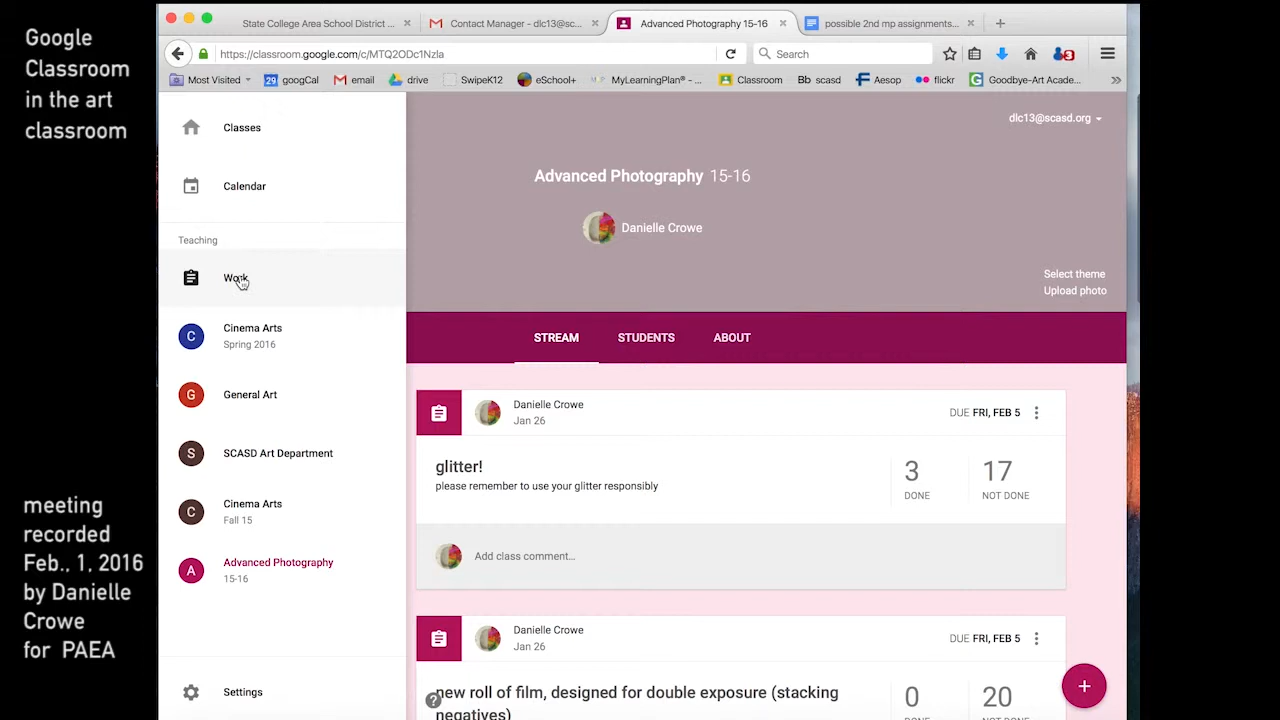 Google
Classroom
in the art
classroom
meeting
recorded
Feb., 1, 2016
by Danielle
Crowe
for PAEA
State College Area School District ...
Contact Manager - dlc13@sc...
Advanced Photography 15-16
possible 2nd mp assignments...
https://classroom.google.com/c/MTQ2ODc1Nzla
Search
3
Most Visited
29 googCal
email
drive
SwipeK12
eSchool+
MyLearningPlan® - ...
Classroom
Bb scasd
Aesop
flickr
Goodbye-Art Acade...
Classes
Calendar
Teaching
Work
C Cinema Arts
Spring 2016
G General Art
S SCASD Art Department
C Cinema Arts
Fall 15
A Advanced Photography
15-16
Settings
dlc13@scasd.org
Advanced Photography 15-16
Danielle Crowe
Select theme
Upload photo
STREAM STUDENTS ABOUT
Danielle Crowe
Jan 26
DUE FRI, FEB 5
glitter!
please remember to use your glitter responsibly
3 17
DONE NOT DONE
Add class comment...
Danielle Crowe
Jan 26
DUE FRI, FEB 5
new roll of film, designed for double exposure (stacking
negatives)
0 20
DONE NOT DONE
?
+